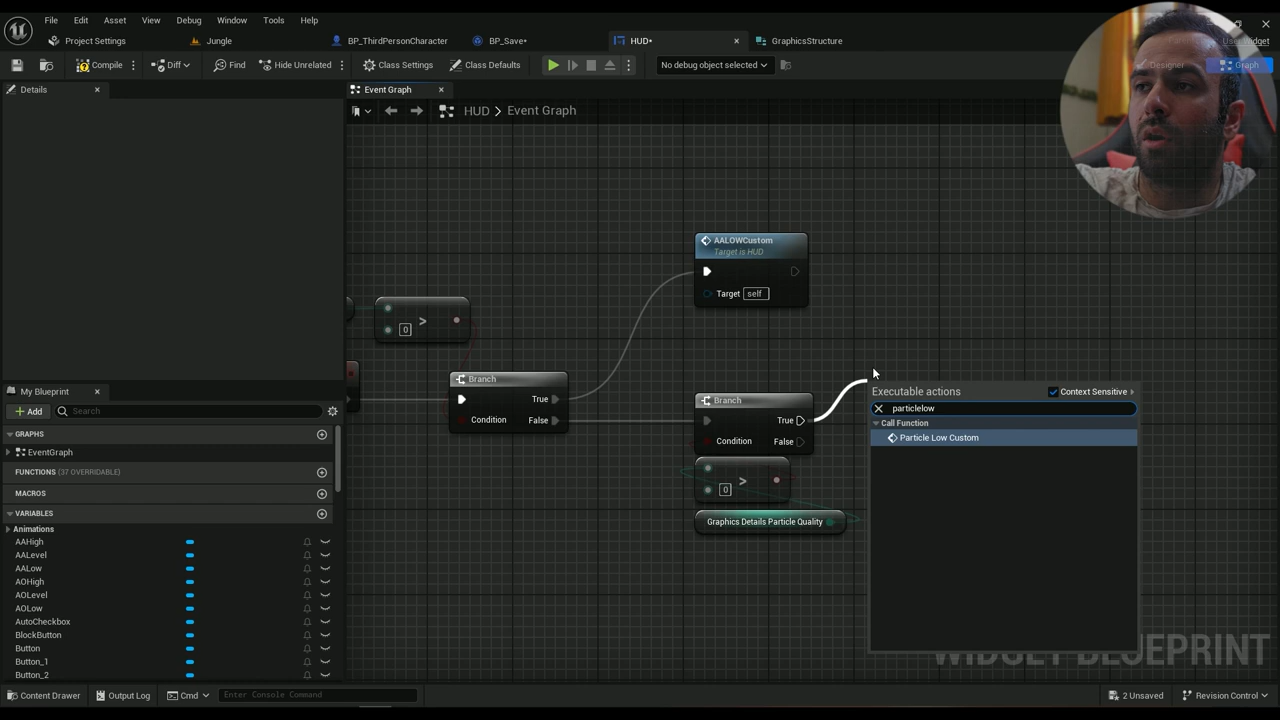 File Edit Asset View Debug Window Tools Help
Project Settings Jungle BP_ThirdPersonCharacter BP_Save* HUD* GraphicsStructure
Compile Diff Find Hide Unrelated Class Settings Class Defaults No debug object selected Designer Graph
Details Event Graph
HUD > Event Graph
AALOWCustom
Target is HUD
Target self
0 >
Branch
True
Condition False
Branch
True
Condition False
0 >
Graphics Details Particle Quality
Executable actions Context Sensitive
particlelow
Call Function
Particle Low Custom
My Blueprint
Add Search
GRAPHS
EventGraph
FUNCTIONS (37 OVERRIDABLE)
MACROS
VARIABLES
Animations
AAHigh
AALevel
AALow
AOHigh
AOLevel
AOLow
AutoCheckbox
BlockButton
Button
Button_1
Button_2
WIDGET BLUEPRINT
Content Drawer Output Log Cmd Enter Console Command 2 Unsaved Revision Control